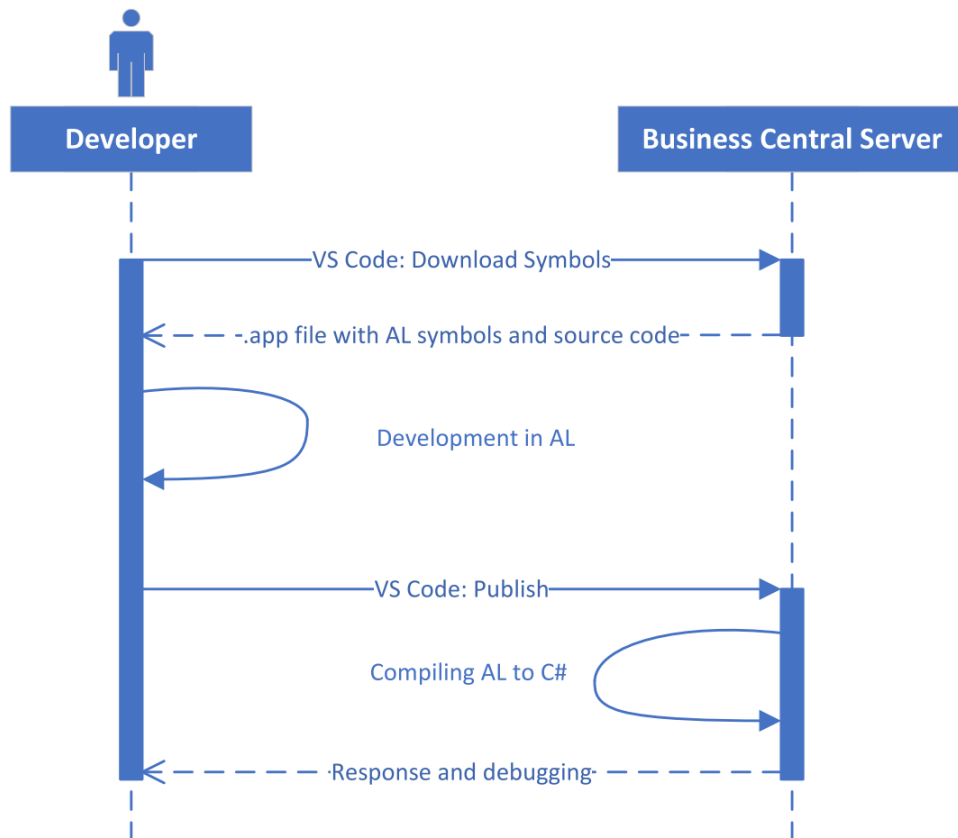 Developer
Business Central Server
VS Code: Download Symbols
.app file with AL symbols and source code
Development in AL
VS Code: Publish
Compiling AL to C#
Response and debugging